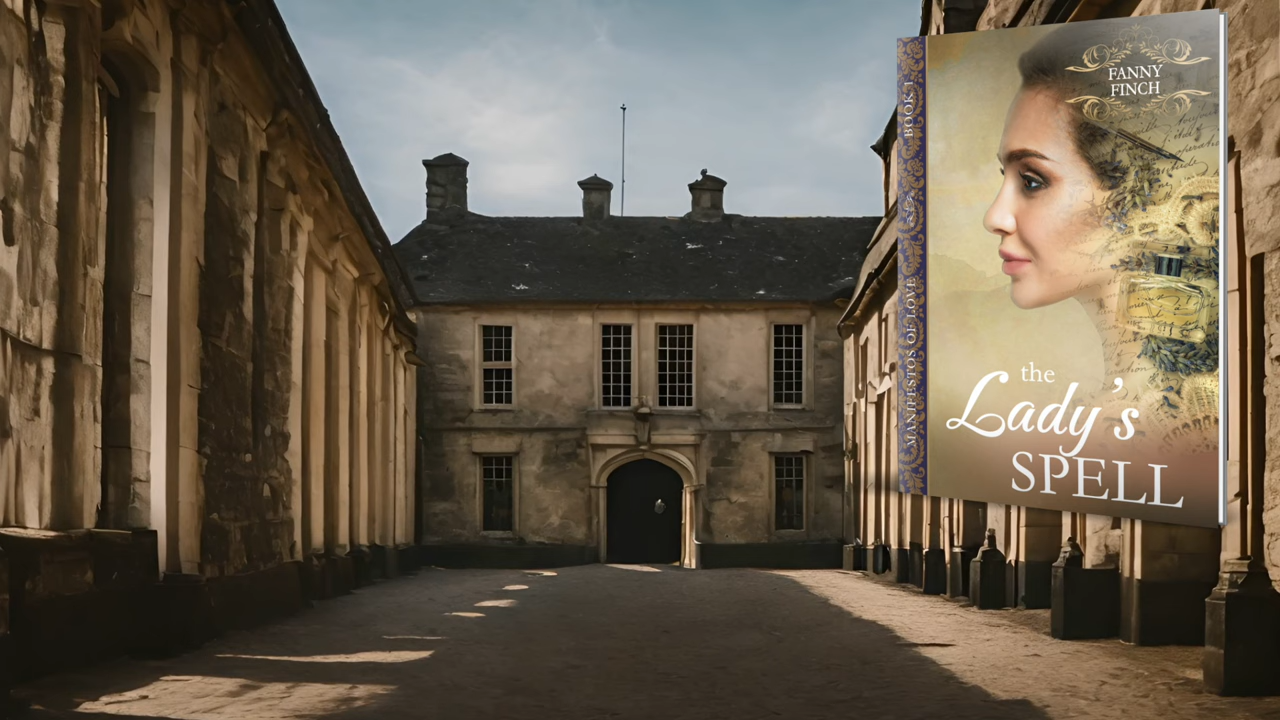 FANNY
FINCH
the
Lady's
SPELL
MANIFESTOS OF LOVE BOOK 1